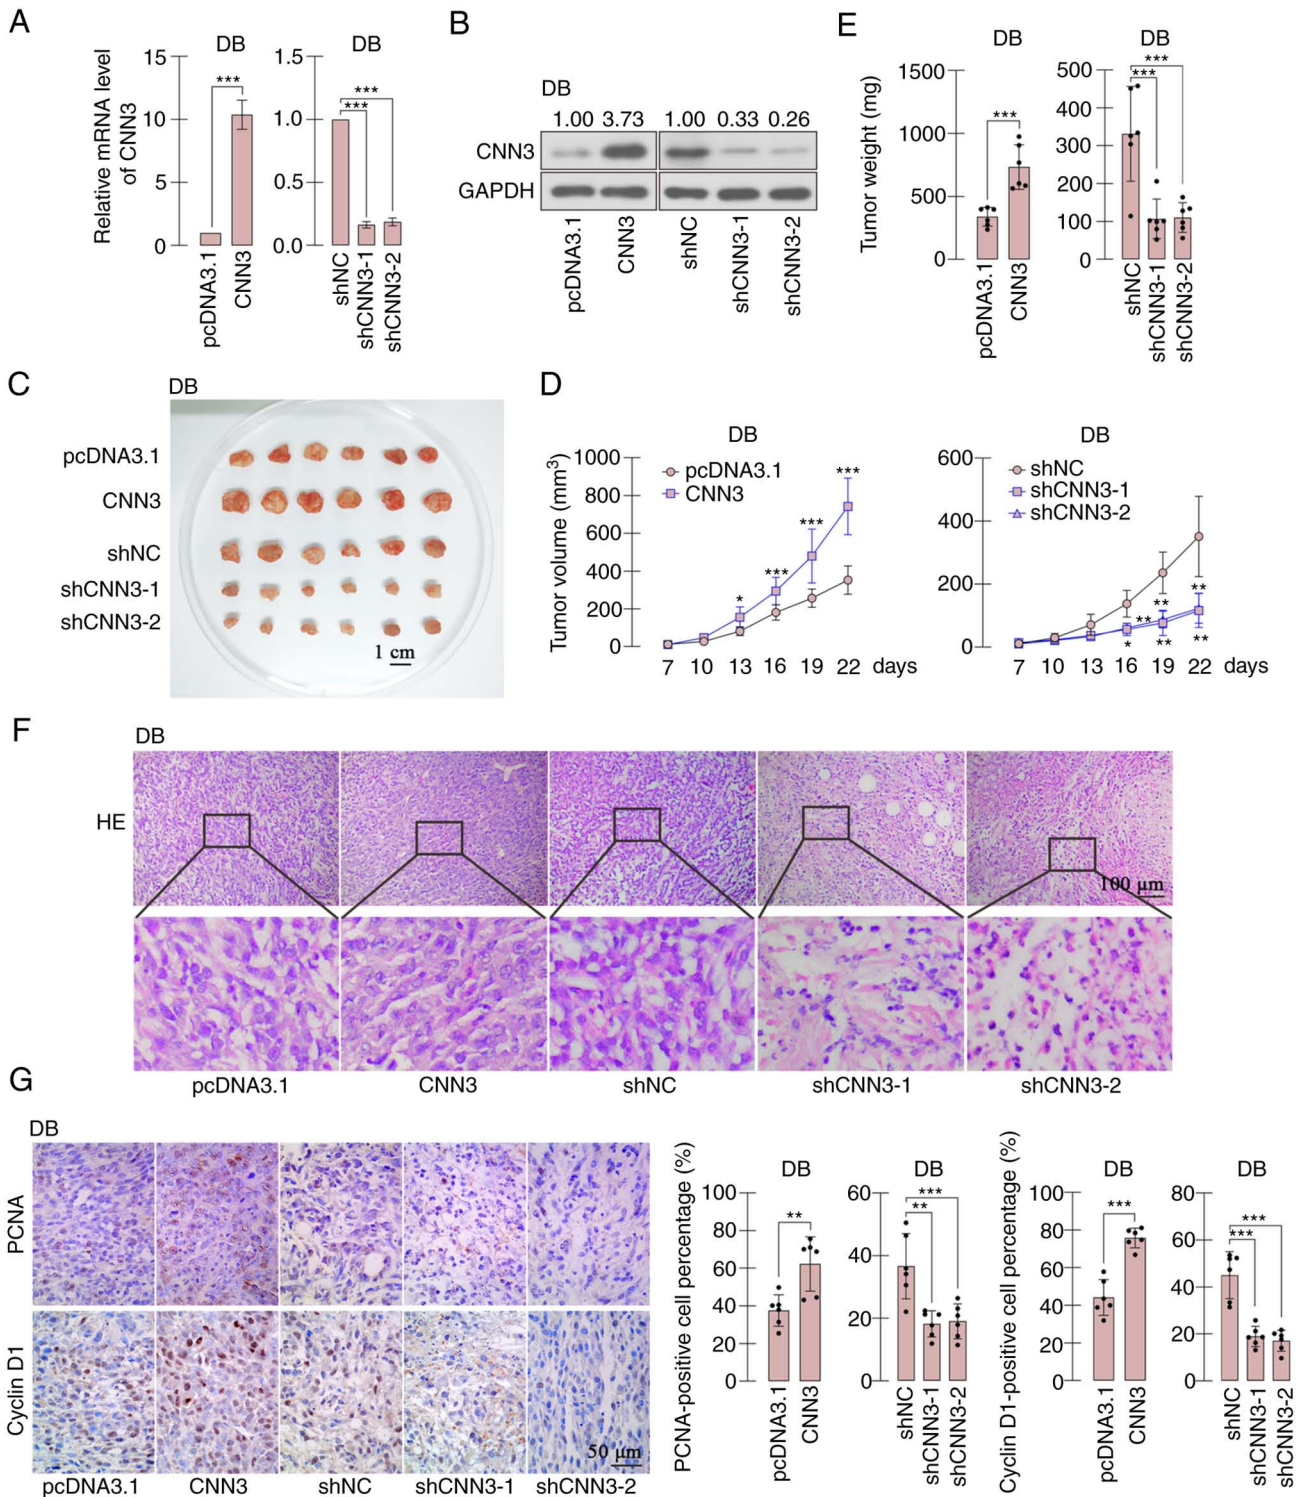 A
DB
DB
Relative mRNA level
of CNN3
15
10
5
0
***
pcDNA3.1
CNN3
1.5
1.0
0.5
0.0
***
***
shNC
shCNN3-1
shCNN3-2
B
DB
1.00 3.73 1.00 0.33 0.26
CNN3
GAPDH
pcDNA3.1
CNN3
shNC
shCNN3-1
shCNN3-2
E
DB
DB
Tumor weight (mg)
1500
1000
500
0
***
pcDNA3.1
CNN3
500
400
300
200
100
0
***
***
shNC
shCNN3-1
shCNN3-2
C
DB
pcDNA3.1
CNN3
shNC
shCNN3-1
shCNN3-2
1 cm
D
DB
Tumor volume (mm3)
1000
800
600
400
200
0
pcDNA3.1
CNN3
*
***
***
***
7 10 13 16 19 22 days
DB
600
400
200
0
shNC
shCNN3-1
shCNN3-2
** ** **
* ** **
7 10 13 16 19 22 days
F
DB
HE
100 μm
pcDNA3.1 CNN3 shNC shCNN3-1 shCNN3-2
G
DB
PCNA
Cyclin D1
50 μm
pcDNA3.1 CNN3 shNC shCNN3-1 shCNN3-2
PCNA-positive cell percentage (%)
DB
100
80
60
40
20
0
**
pcDNA3.1
CNN3
DB
60
40
20
0
***
**
shNC
shCNN3-1
shCNN3-2
Cyclin D1-positive cell percentage (%)
DB
100
80
60
40
20
0
***
pcDNA3.1
CNN3
DB
80
60
40
20
0
***
***
shNC
shCNN3-1
shCNN3-2